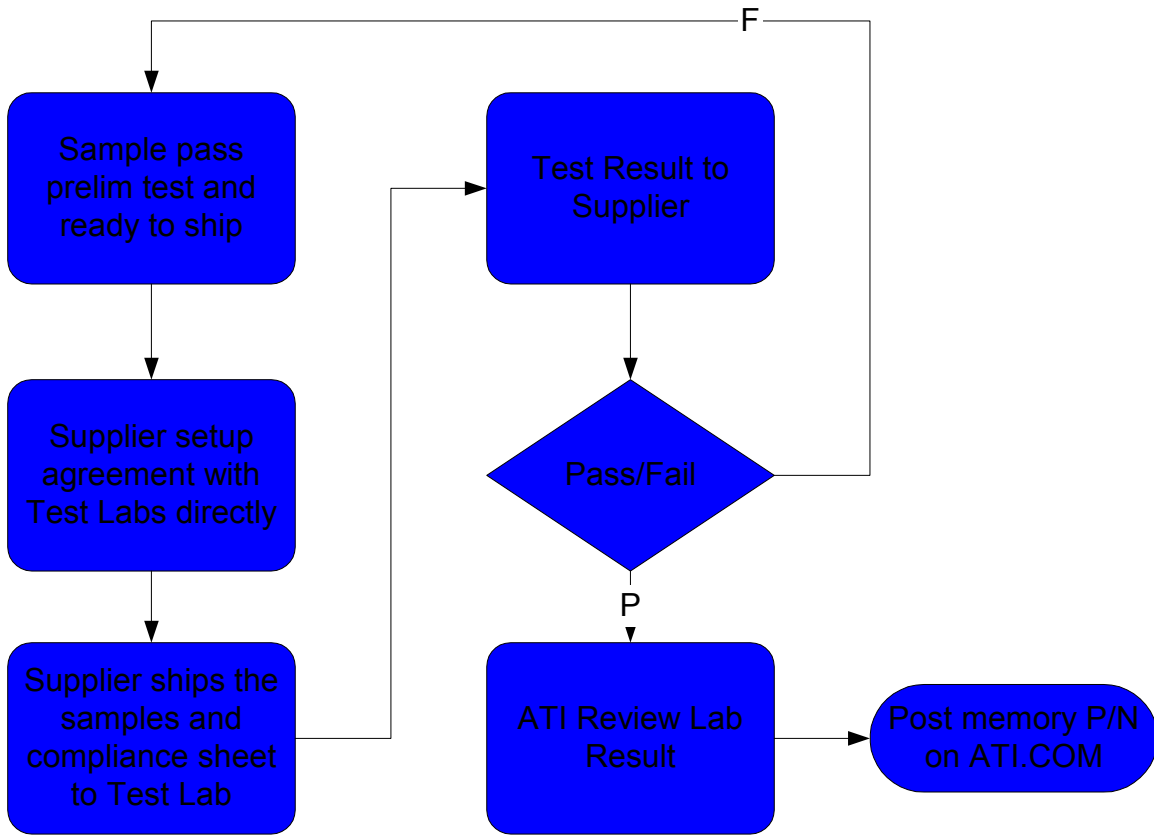 F
Sample pass
prelim test and
ready to ship
Supplier setup
agreement with
Test Labs directly
Supplier ships the
samples and
compliance sheet
to Test Lab
Test Result to
Supplier
Pass/Fail
P
ATI Review Lab
Result
Post memory P/N
on ATI.COM